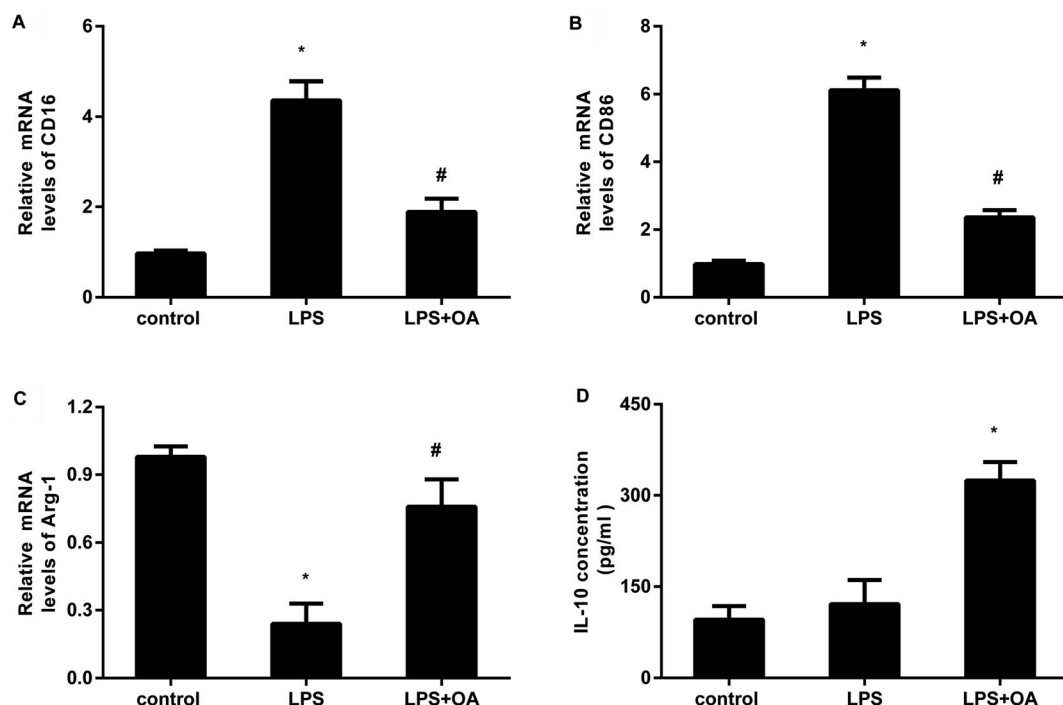 A
Relative mRNA
levels of CD16
6
4
2
0
*
#
control LPS LPS+OA
B
Relative mRNA
levels of CD86
8
6
4
2
0
*
#
control LPS LPS+OA
C
Relative mRNA
levels of Arg-1
1.2
0.9
0.6
0.3
0.0
*
#
control LPS LPS+OA
D
IL-10 concentration
(pg/ml )
450
300
150
0
*
control LPS LPS+OA